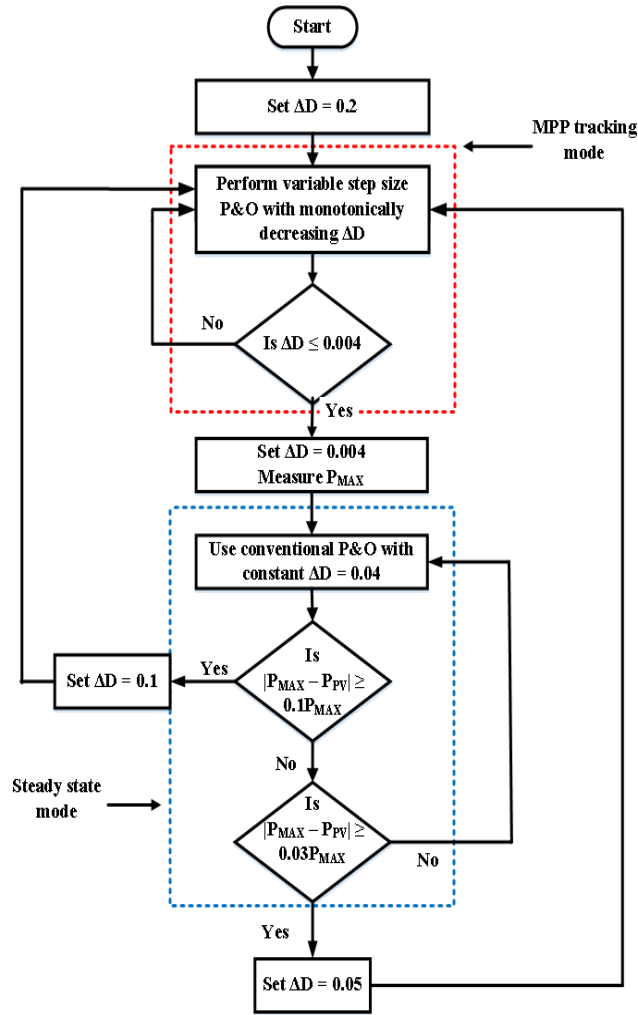 Start
Set ΔD = 0.2
MPP tracking
mode
Perform variable step size
P&O with monotonically
decreasing ΔD
No
Is ΔD ≤ 0.004
Yes
Set ΔD = 0.004
Measure PMAX
Use conventional P&O with
constant ΔD = 0.04
Is
|PMAX – PPV| ≥
0.1PMAX
Yes
Set ΔD = 0.1
No
Steady state
mode
Is
|PMAX – PPV| ≥
0.03PMAX
No
Yes
Set ΔD = 0.05